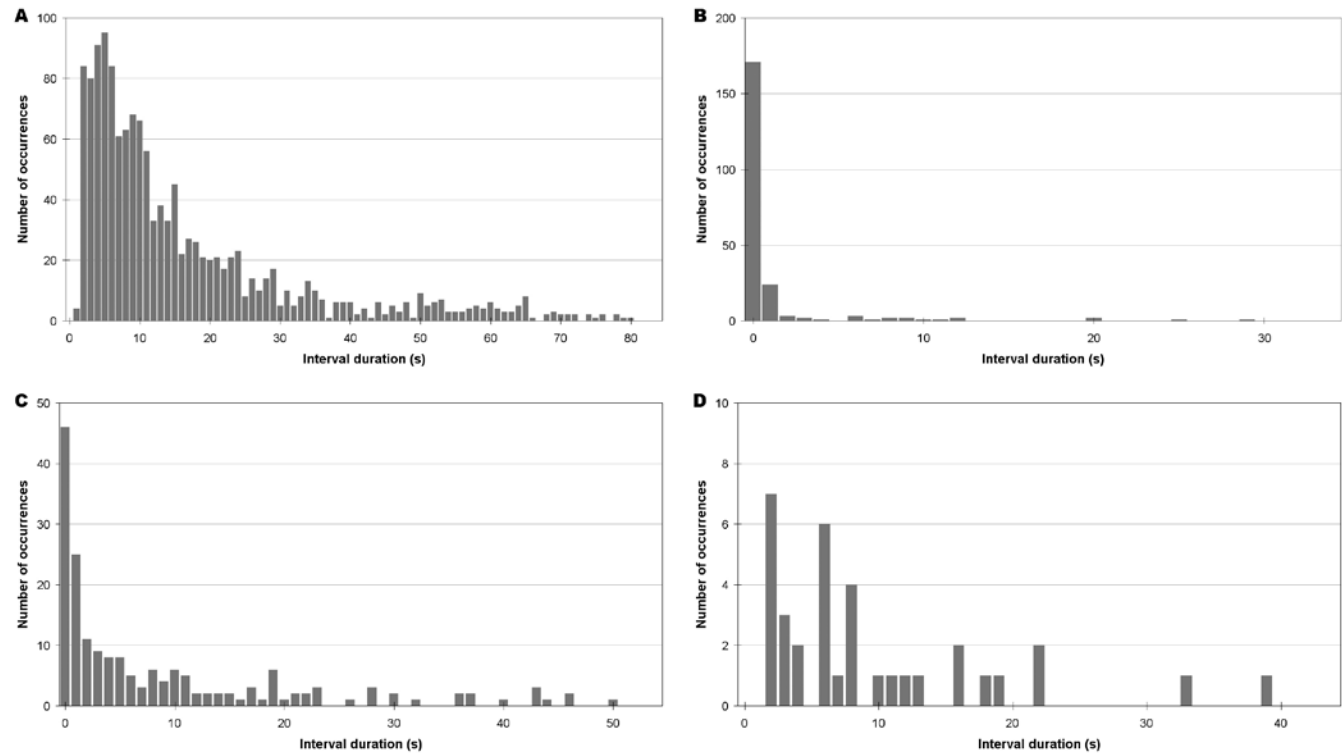 A
100
80
60
40
20
0
Number of occurrences
0 10 20 30 40 50 60 70 80
Interval duration (s)
B
200
150
100
50
0
Number of occurrences
0 10 20 30
Interval duration (s)
C
50
40
30
20
10
0
Number of occurrences
0 10 20 30 40 50
Interval duration (s)
D
10
8
6
4
2
0
Number of occurrences
0 10 20 30 40
Interval duration (s)